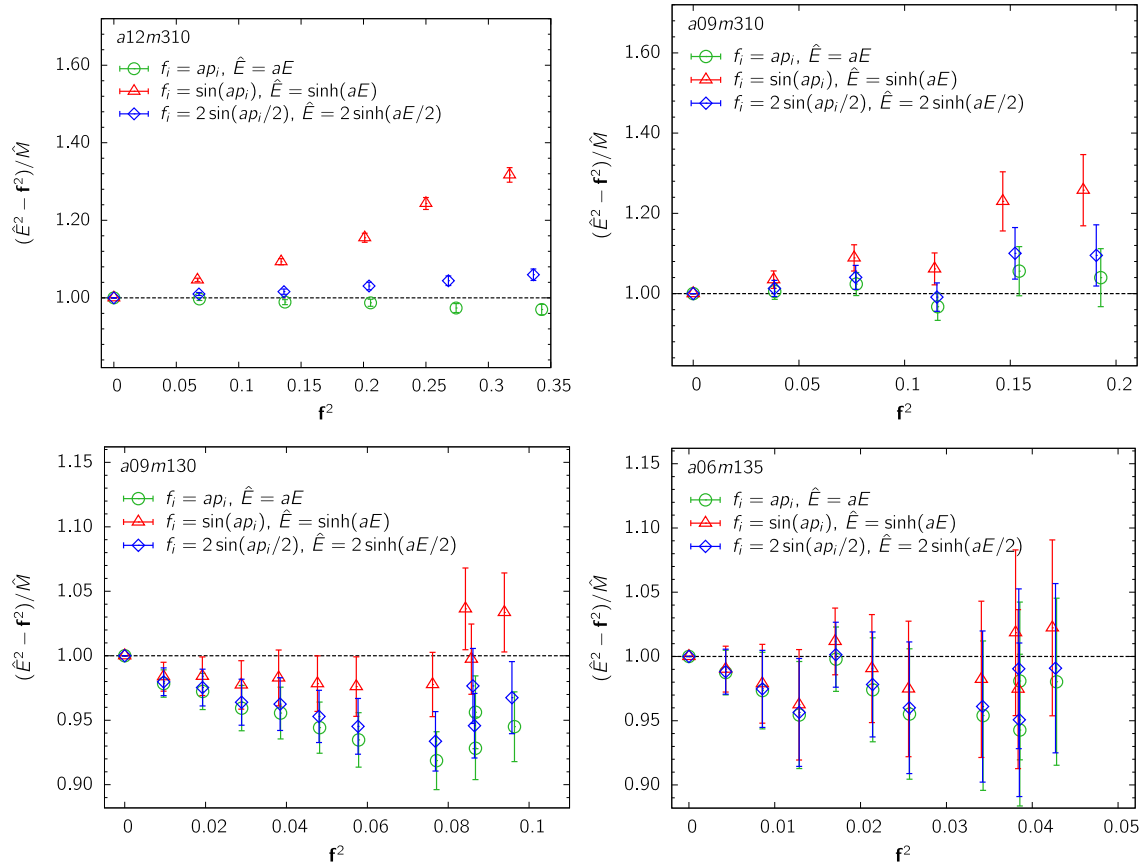 a12m310
f_i = ap_i, Ê = aE
f_i = sin(ap_i), Ê = sinh(aE)
f_i = 2 sin(ap_i/2), Ê = 2 sinh(aE/2)
(Ê² − f²)/M̂
1.60
1.40
1.20
1.00
0 0.05 0.1 0.15 0.2 0.25 0.3 0.35
f²
a09m310
f_i = ap_i, Ê = aE
f_i = sin(ap_i), Ê = sinh(aE)
f_i = 2 sin(ap_i/2), Ê = 2 sinh(aE/2)
(Ê² − f²)/M̂
1.60
1.40
1.20
1.00
0 0.05 0.1 0.15 0.2
f²
a09m130
f_i = ap_i, Ê = aE
f_i = sin(ap_i), Ê = sinh(aE)
f_i = 2 sin(ap_i/2), Ê = 2 sinh(aE/2)
(Ê² − f²)/M̂
1.15
1.10
1.05
1.00
0.95
0.90
0 0.02 0.04 0.06 0.08 0.1
f²
a06m135
f_i = ap_i, Ê = aE
f_i = sin(ap_i), Ê = sinh(aE)
f_i = 2 sin(ap_i/2), Ê = 2 sinh(aE/2)
(Ê² − f²)/M̂
1.15
1.10
1.05
1.00
0.95
0.90
0 0.01 0.02 0.03 0.04 0.05
f²